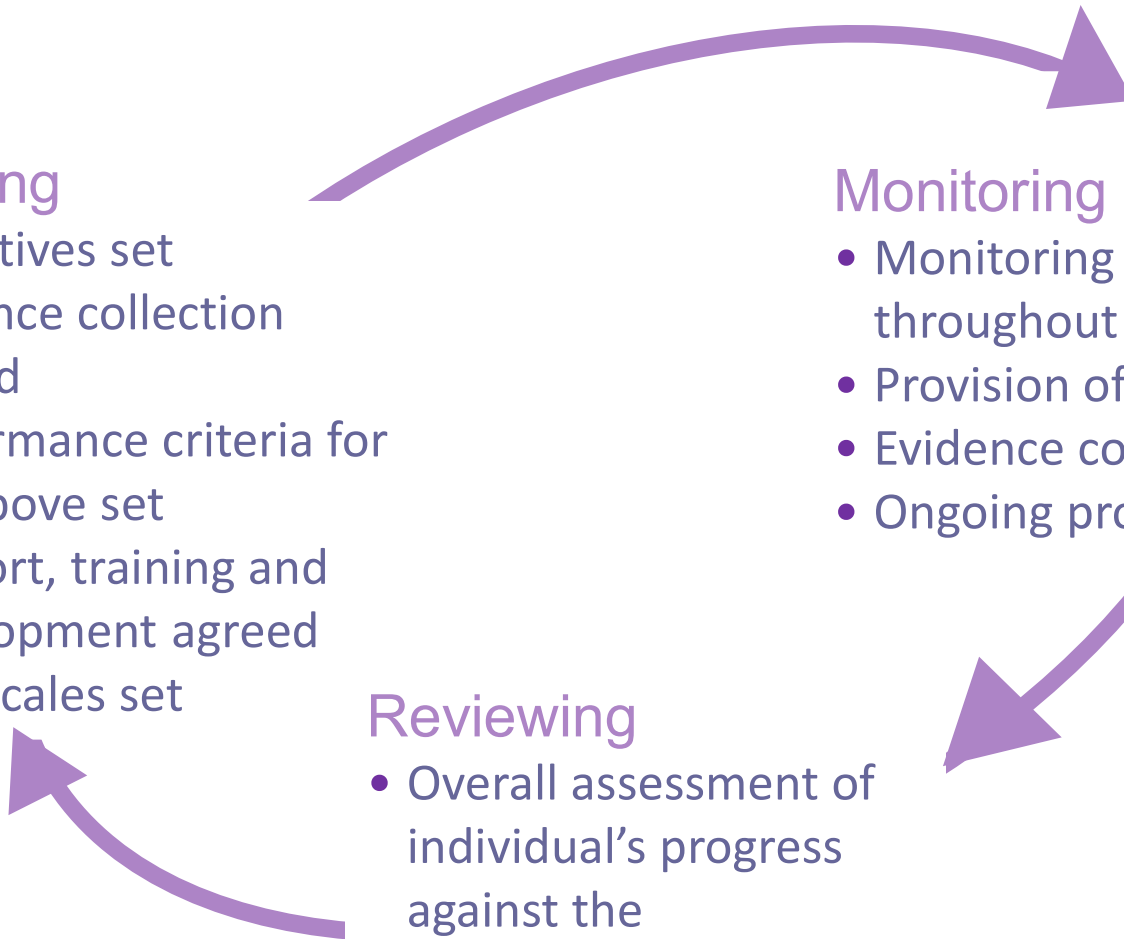 ng
tives set
nce collection
d
rmance criteria for
bove set
ort, training and
opment agreed
cales set
Monitoring
• Monitoring
throughout
• Provision of
• Evidence co
• Ongoing pro
Reviewing
• Overall assessment of
individual’s progress
against the